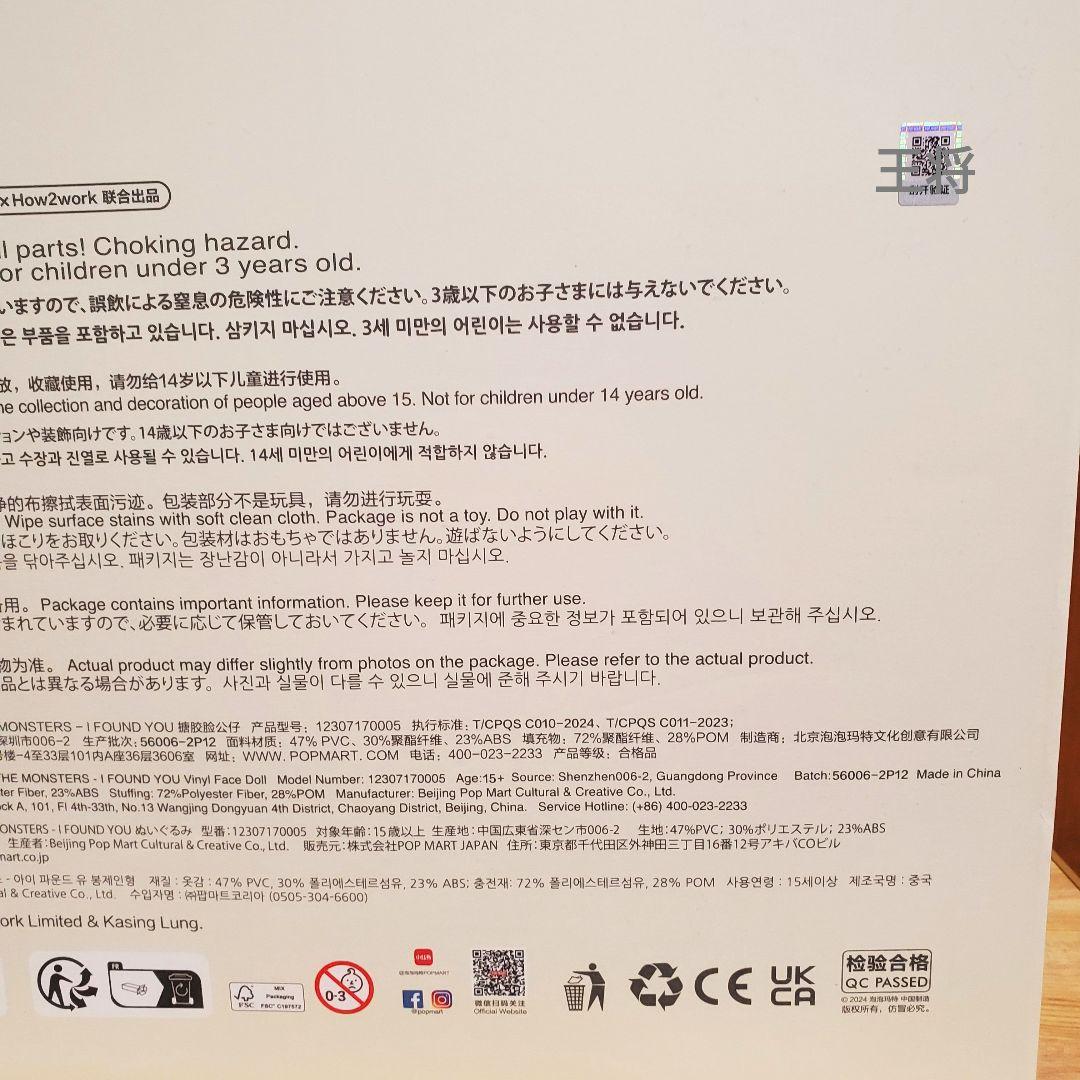 王将
刮开验证
x How2work 联合出品
ll parts! Choking hazard.
or children under 3 years old.
いますので、誤飲による窒息の危険性にご注意ください。3歳以下のお子さまには与えないでください。
은 부품을 포함하고 있습니다. 삼키지 마십시오. 3세 미만의 어린이는 사용할 수 없습니다.
放，收藏使用，请勿给14岁以下儿童进行使用。
ne collection and decoration of people aged above 15. Not for children under 14 years old.
ョンや装飾向けです。14歳以下のお子さま向けではございません。
고 수장과 진열로 사용될 수 있습니다. 14세 미만의 어린이에게 적합하지 않습니다.
净的布擦拭表面污迹。包装部分不是玩具，请勿进行玩耍。
Wipe surface stains with soft clean cloth. Package is not a toy. Do not play with it.
ほこりをお取りください。包装材はおもちゃではありません。遊ばないようにしてください。
을 닦아주십시오. 패키지는 장난감이 아니라서 가지고 놀지 마십시오.
备用。 Package contains important information. Please keep it for further use.
まれていますので、必要に応じて保管しておいてください。 패키지에 중요한 정보가 포함되어 있으니 보관해 주십시오.
物为准。 Actual product may differ slightly from photos on the package. Please refer to the actual product.
品とは異なる場合があります。사진과 실물이 다를 수 있으니 실물에 준해 주시기 바랍니다.
MONSTERS – I FOUND YOU 搪胶脸公仔 产品型号：12307170005 执行标准：T/CPQS C010-2024、T/CPQS C011-2023；
深圳市006-2 生产批次：56006-2P12 面料材质：47% PVC、30%聚酯纤维、23%ABS 填充物：72%聚酯纤维、28%POM 制造商：北京泡泡玛特文化创意有限公司
号楼-4至33层101内A座36层3606室 网址：WWW. POPMART. COM 电话：400-023-2233 产品等级：合格品
THE MONSTERS - I FOUND YOU Vinyl Face Doll Model Number: 12307170005 Age:15+ Source: Shenzhen006-2, Guangdong Province Batch:56006-2P12 Made in China
ter Fiber, 23%ABS Stuffing: 72%Polyester Fiber, 28%POM Manufacturer: Beijing Pop Mart Cultural & Creative Co., Ltd.
ock A, 101, Fl 4th-33th, No.13 Wangjing Dongyuan 4th District, Chaoyang District, Beijing, China. Service Hotline: (+86) 400-023-2233
ONSTERS - I FOUND YOU ぬいぐるみ 型番：12307170005 対象年齢：15歳以上 生産地：中国広東省深セン市006-2 生地：47%PVC；30%ポリエステル；23%ABS
生産者：Beijing Pop Mart Cultural & Creative Co., Ltd. 販売元：株式会社POP MART JAPAN 住所：東京都千代田区外神田三丁目16番12号アキバCOビル
mart.co.jp
- 아이 파운드 유 봉제인형 재질 : 옷감 : 47% PVC, 30% 폴리에스테르섬유, 23% ABS; 충전재: 72% 폴리에스테르섬유, 28% POM 사용연령 : 15세이상 제조국명 : 중국
al & Creative Co., Ltd. 수입자명 : ㈜팝마트코리아 (0505-304-6600)
ork Limited & Kasing Lung.
FR
FSC
MIX
Packaging
FSC® C197572
0-3
小红书
@泡泡玛特POPMART
@popmart
微信扫码关注
Official Website
CE
UK
CA
检验合格
QC PASSED
© 2024 泡泡玛特 中国制造
版权所有，仿冒必究。